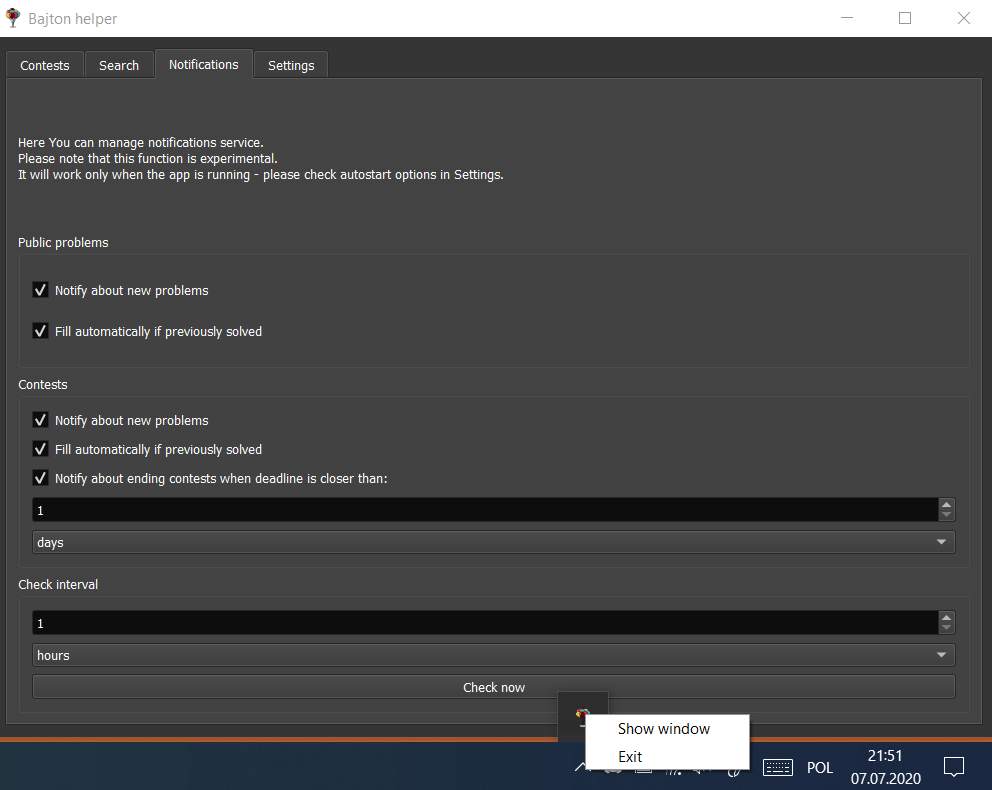 Bajton helper
Contests
Search
Notifications
Settings
Here You can manage notifications service.
Please note that this function is experimental.
It will work only when the app is running - please check autostart options in Settings.
Public problems
Notify about new problems
Fill automatically if previously solved
Contests
Notify about new problems
Fill automatically if previously solved
Notify about ending contests when deadline is closer than:
1
days
Check interval
1
hours
Check now
Show window
Exit
POL
21:51
07.07.2020